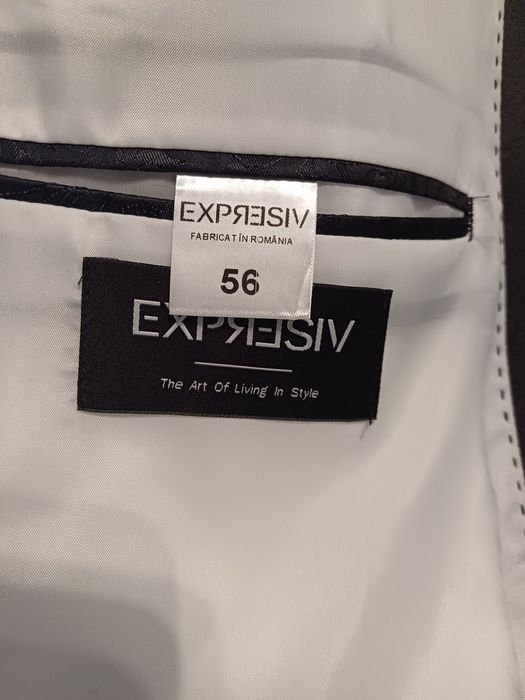 EXPRESIV
FABRICAT ÎN ROMÂNIA
56
EXPRESIV
The Art Of Living In Style